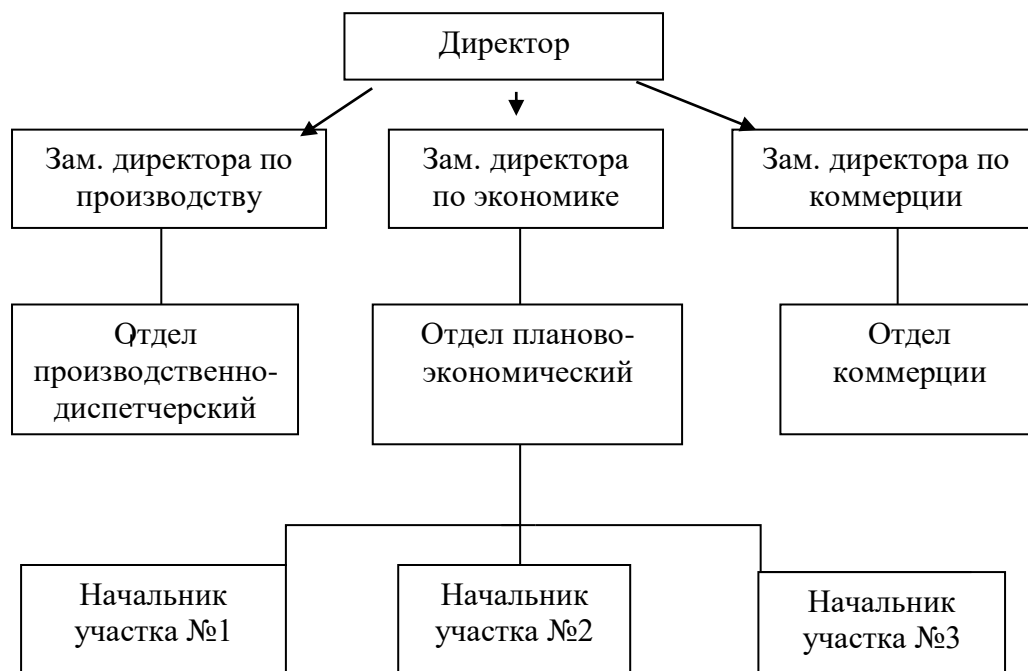 Директор
Зам. директора по
производству
Зам. директора
по экономике
Зам. директора по
коммерции
Отдел
производственно-
диспетчерский
Отдел планово-
экономический
Отдел
коммерции
Начальник
участка №1
Начальник
участка №2
Начальник
участка №3